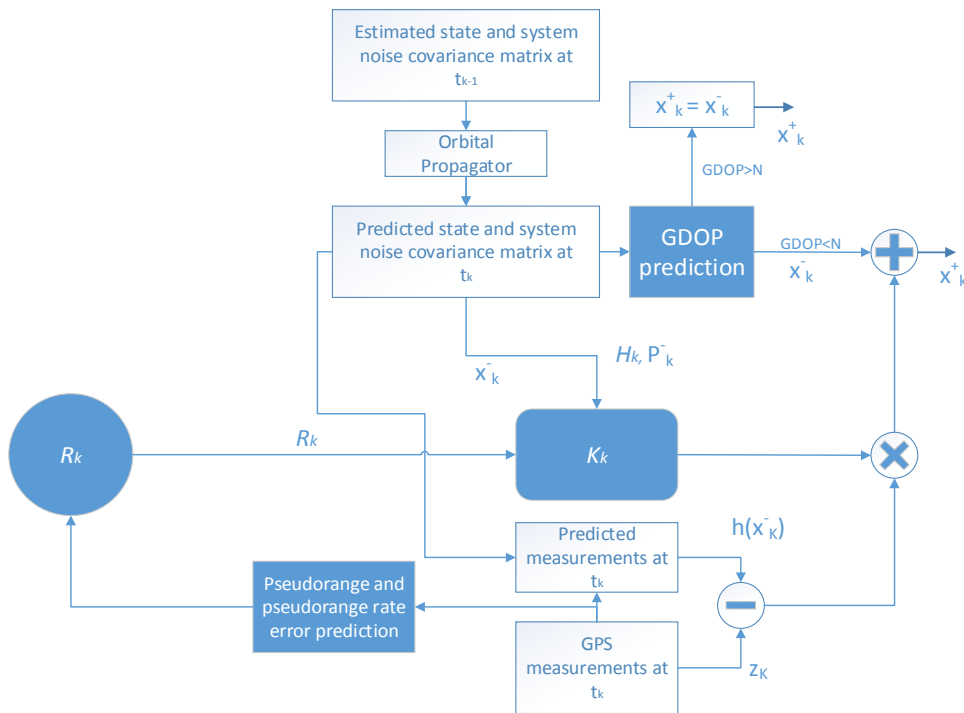 Estimated state and system
noise covariance matrix at
tₖ₋₁
x⁺ₖ = x⁻ₖ
x⁺ₖ
Orbital
Propagator
GDOP>N
Predicted state and system
noise covariance matrix at
tₖ
GDOP
prediction
GDOP<N
x⁻ₖ
x⁺ₖ
x⁻ₖ
Hₖ, P⁻ₖ
Rₖ
Rₖ
Kₖ
Predicted
measurements at
tₖ
h(x⁻K)
Pseudorange and
pseudorange rate
error prediction
GPS
measurements at
tₖ
zK